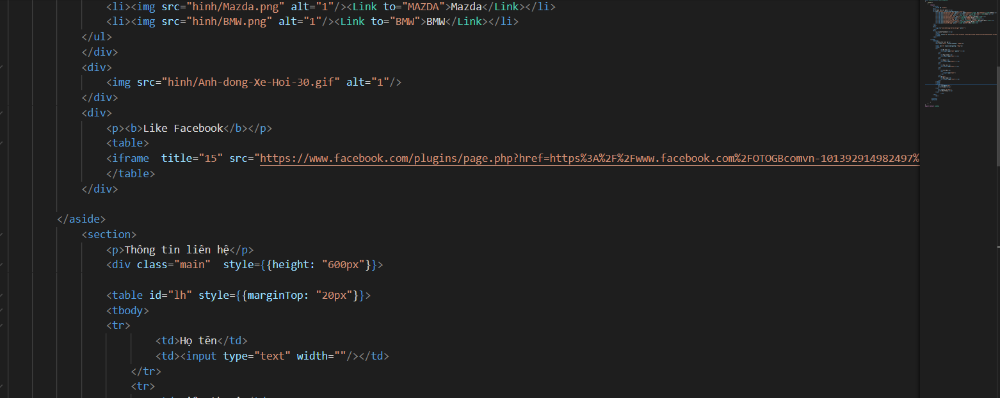 <li><img src="hinh/Mazda.png" alt="1"/><Link to="MAZDA">Mazda</Link></li>
<li><img src="hinh/BMW.png" alt="1"/><Link to="BMW">BMW</Link></li>
</ul>
</div>
<div>
<img src="hinh/Anh-dong-Xe-Hoi-30.gif" alt="1"/>
</div>
<div>
<p><b>Like Facebook</b></p>
<table>
<iframe  title="15" src="https://www.facebook.com/plugins/page.php?href=https%3A%2F%2Fwww.facebook.com%2FOTOGBcomvn-101392914982497%
</table>
</div>
</aside>
<section>
<p>Thông tin liên hệ</p>
<div class="main"  style={{height: "600px"}}>
<table id="lh" style={{marginTop: "20px"}}>
<tbody>
<tr>
<td>Họ tên</td>
<td><input type="text" width=""/></td>
</tr>
<tr>